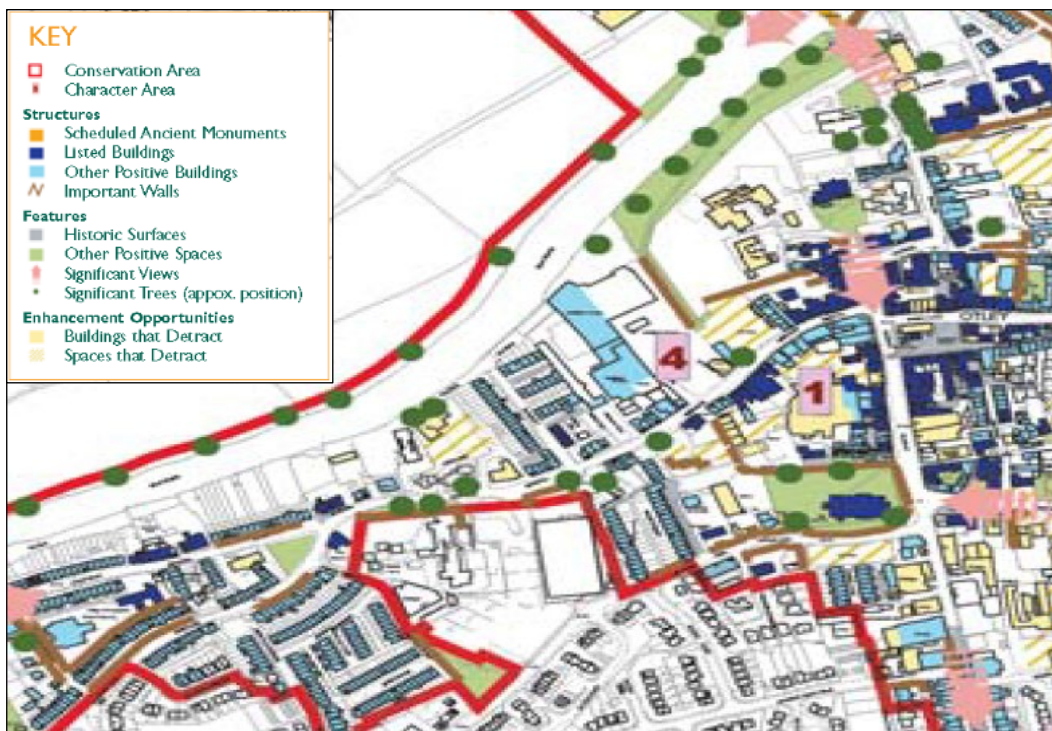 KEY
Conservation Area
Character Area
Structures
Scheduled Ancient Monuments
Listed Buildings
Other Positive Buildings
Important Walls
Features
Historic Surfaces
Other Positive Spaces
Significant Views
Significant Trees (appox. position)
Enhancement Opportunities
Buildings that Detract
Spaces that Detract
OTLEY
4
1